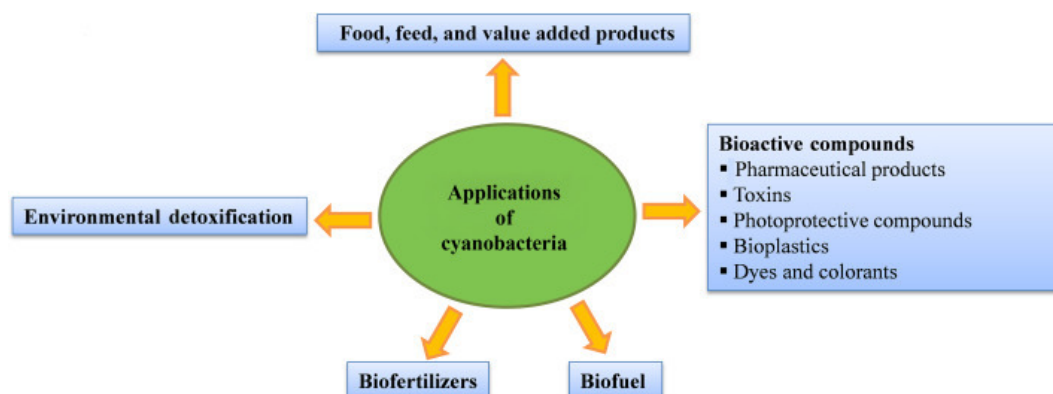 Food, feed, and value added products
Applications
of
cyanobacteria
Environmental detoxification
Bioactive compounds
▪ Pharmaceutical products
▪ Toxins
▪ Photoprotective compounds
▪ Bioplastics
▪ Dyes and colorants
Biofertilizers
Biofuel